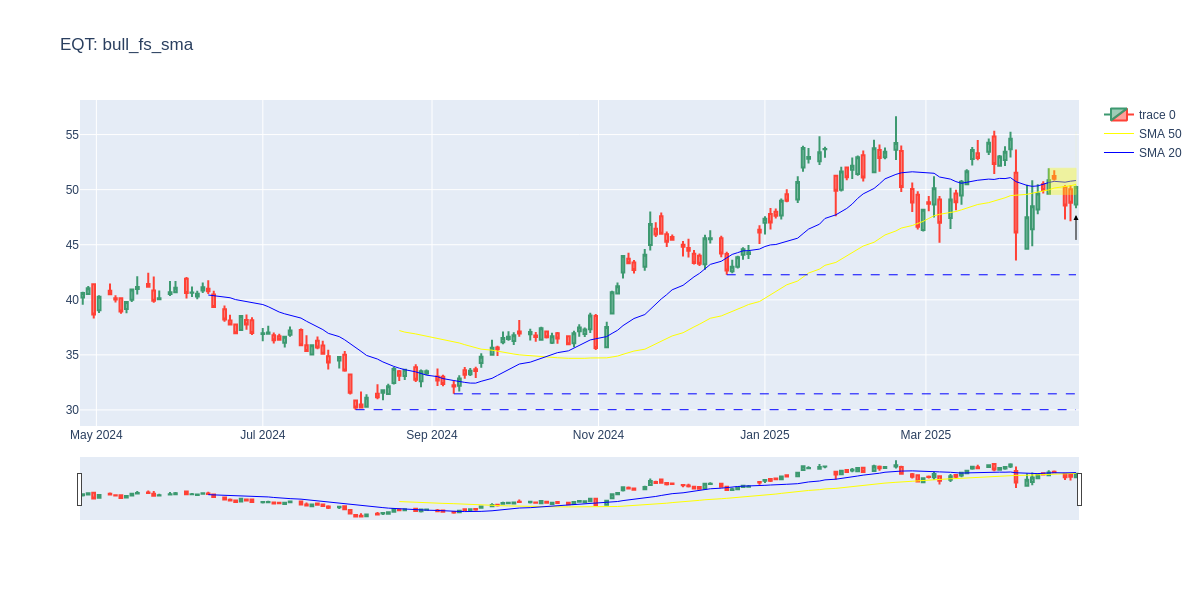 EQT: bull_fs_sma
trace 0
SMA 50
SMA 20
55
50
45
40
35
30
May 2024
Jul 2024
Sep 2024
Nov 2024
Jan 2025
Mar 2025